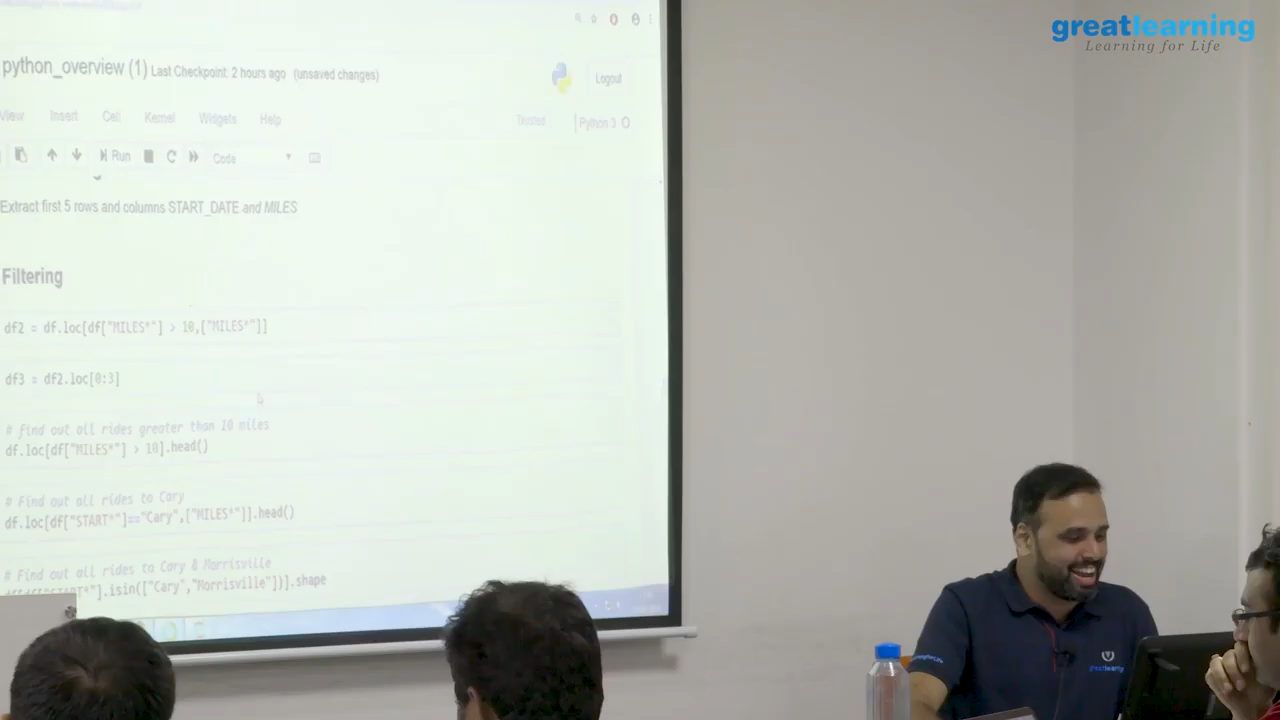 greatlearning
Learning for Life
python_overview (1) Last Checkpoint: 2 hours ago (unsaved changes)
Logout
View Insert Cell Kernel Widgets Help
Trusted
Python 3
Run
Code
Extract first 5 rows and columns START_DATE and MILES
Filtering
df2 = df.loc[df["MILES*"] > 10,["MILES*"]]
df3 = df2.loc[0:3]
# find out all rides greater than 10 miles
df.loc[df["MILES*"] > 10].head()
# Find out all rides to Cary
df.loc[df["START*"]=="Cary",["MILES*"]].head()
# Find out all rides to Cary & Morrisville
"].isin(["Cary","Morrisville"])].shape
greatlearning